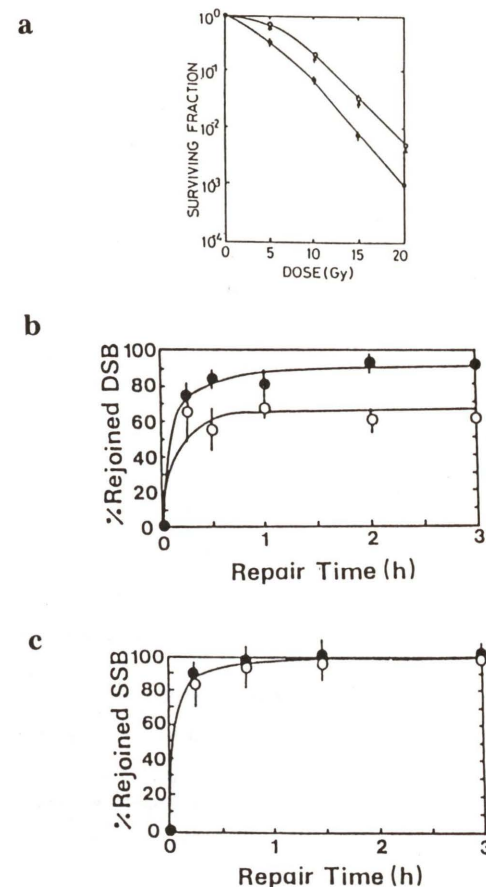 a
10⁰
10⁻¹
10⁻²
10⁻³
10⁻⁴
SURVIVING FRACTION
0 5 10 15 20
DOSE (Gy)
b
100
80
60
40
20
0
%Rejoined DSB
0 1 2 3
Repair Time (h)
c
100
80
60
40
20
0
%Rejoined SSB
0 1 2 3
Repair Time (h)